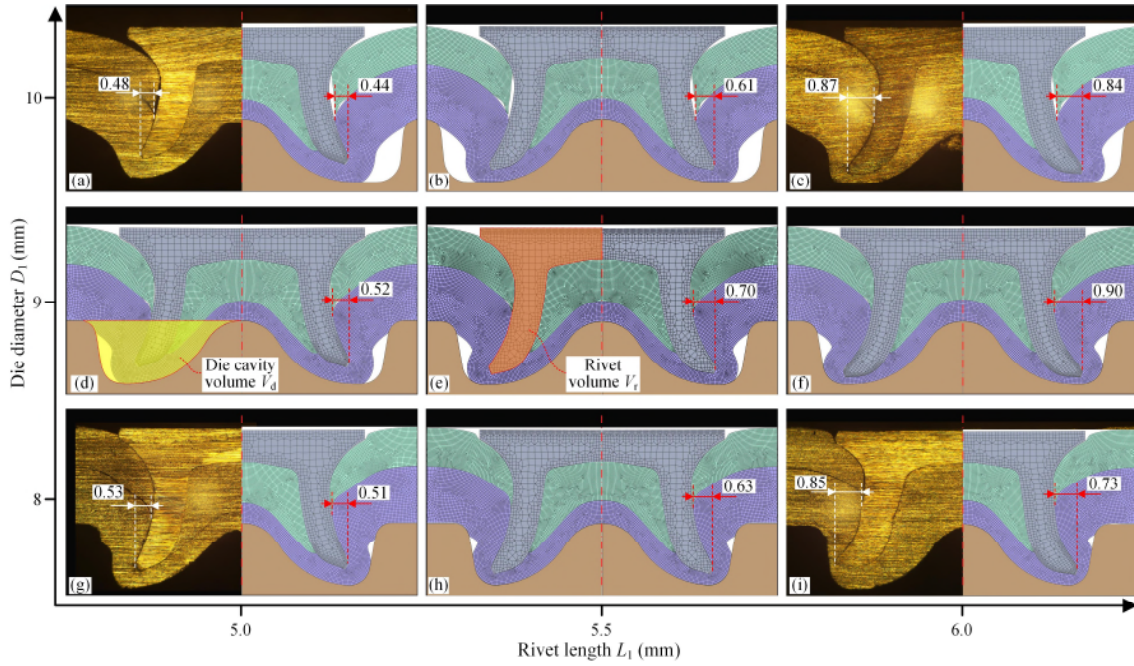 10
0.48
0.44
(a)
0.61
(b)
0.87
0.84
(c)
Die diameter D₁ (mm)
9
0.52
Die cavity
volume V_d
(d)
0.70
Rivet
volume V_r
(e)
0.90
(f)
8
0.53
0.51
(g)
0.63
(h)
0.85
0.73
(i)
5.0
5.5
6.0
Rivet length L₁ (mm)